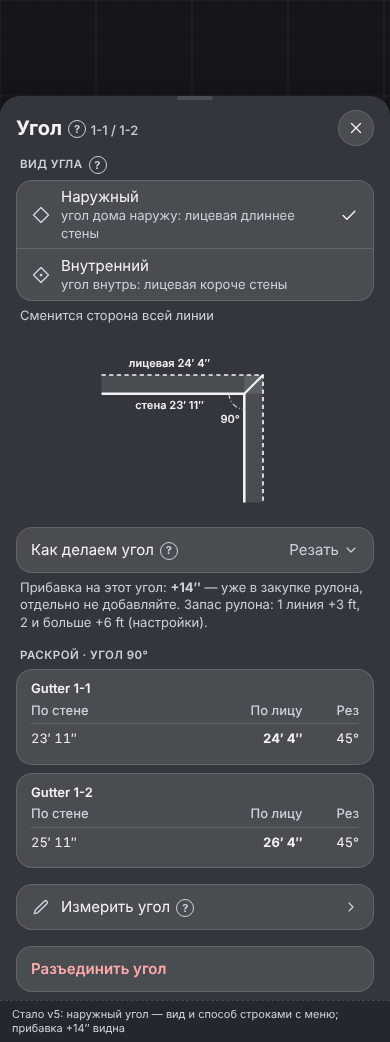 Угол ? 1-1 / 1-2
ВИД УГЛА ?
Наружный
угол дома наружу: лицевая длиннее
стены
Внутренний
угол внутрь: лицевая короче стены
Сменится сторона всей линии
лицевая 24′ 4″
стена 23′ 11″
90°
Как делаем угол ? Резать
Прибавка на этот угол: +14″ — уже в закупке рулона,
отдельно не добавляйте. Запас рулона: 1 линия +3 ft,
2 и больше +6 ft (настройки).
РАСКРОЙ · УГОЛ 90°
Gutter 1-1
По стене По лицу Рез
23′ 11″ 24′ 4″ 45°
Gutter 1-2
По стене По лицу Рез
25′ 11″ 26′ 4″ 45°
Измерить угол ?
Разъединить угол
Стало v5: наружный угол — вид и способ строками с меню;
прибавка +14″ видна